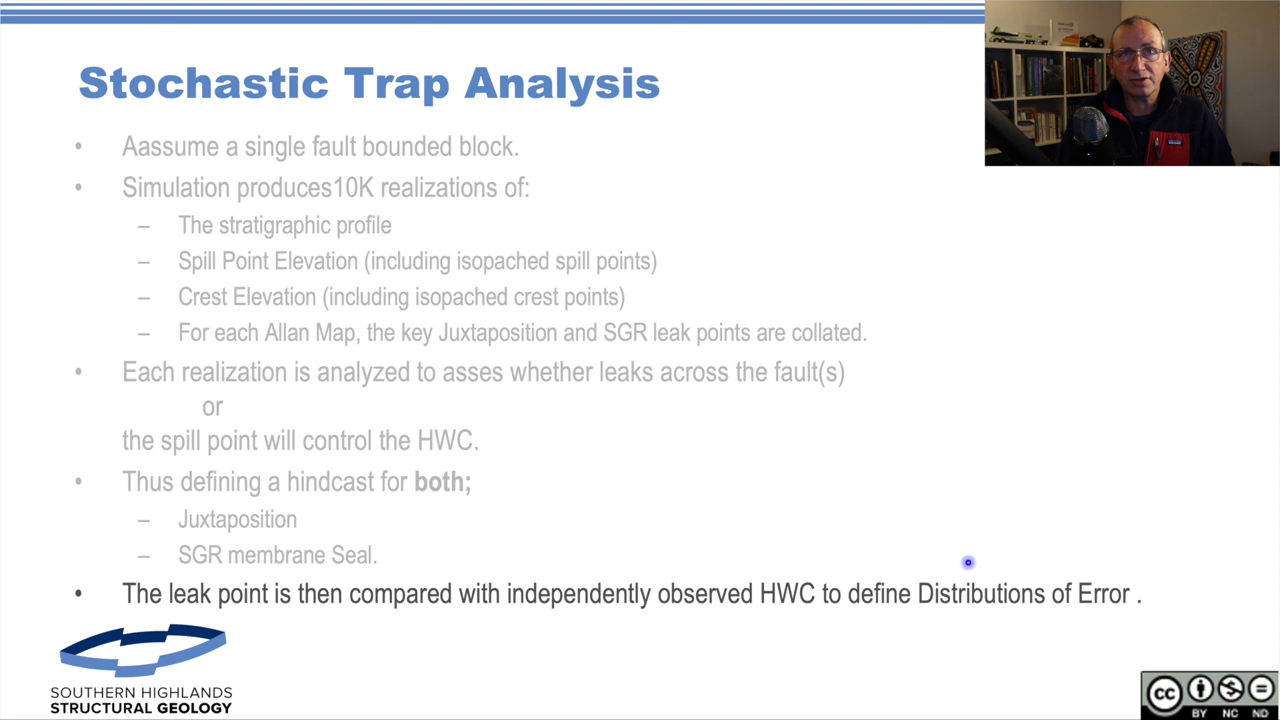 Stochastic Trap Analysis
• Aassume a single fault bounded block.
• Simulation produces10K realizations of:
– The stratigraphic profile
– Spill Point Elevation (including isopached spill points)
– Crest Elevation (including isopached crest points)
– For each Allan Map, the key Juxtaposition and SGR leak points are collated.
• Each realization is analyzed to asses whether leaks across the fault(s)
or
the spill point will control the HWC.
• Thus defining a hindcast for both;
– Juxtaposition
– SGR membrane Seal.
• The leak point is then compared with independently observed HWC to define Distributions of Error .
SOUTHERN HIGHLANDS
STRUCTURAL GEOLOGY
cc
BY NC ND